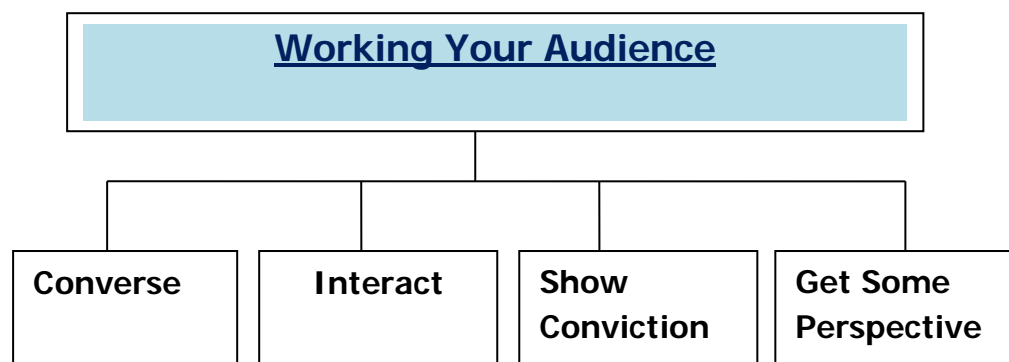 Working Your Audience
Converse
Interact
Show
Conviction
Get Some
Perspective